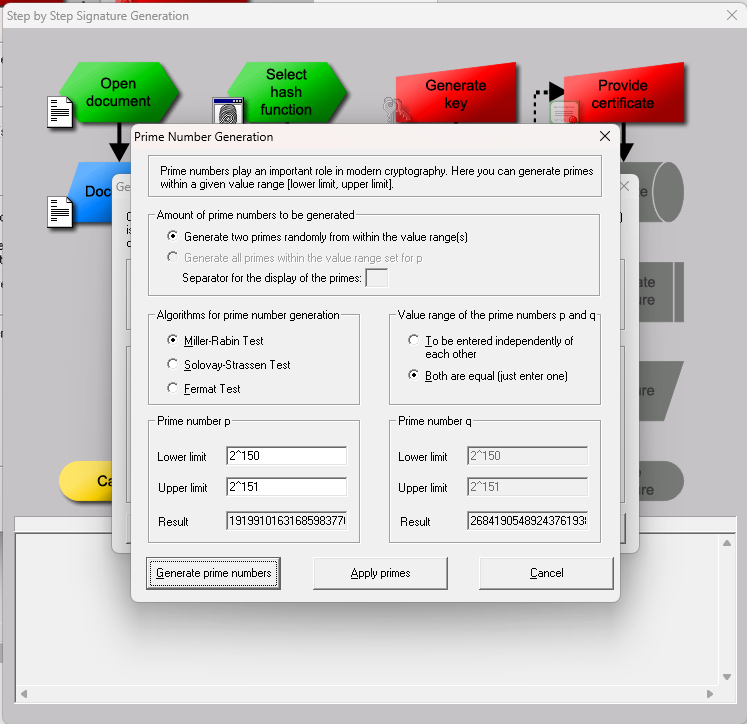 Step by Step Signature Generation
Open
document
Select
hash
function
Generate
key
Provide
certificate
Prime Number Generation
Prime numbers play an important role in modern cryptography. Here you can generate primes
within a given value range [lower limit, upper limit].
Amount of prime numbers to be generated
Generate two primes randomly from within the value range(s)
Generate all primes within the value range set for p
Separator for the display of the primes:
Algorithms for prime number generation
Miller-Rabin Test
Solovay-Strassen Test
Fermat Test
Value range of the prime numbers p and q
To be entered independently of
each other
Both are equal (just enter one)
Prime number p
Lower limit 2^150
Upper limit 2^151
Result 1919910163168598377
Prime number q
Lower limit 2^150
Upper limit 2^151
Result 268419054892437619
Generate prime numbers
Apply primes
Cancel